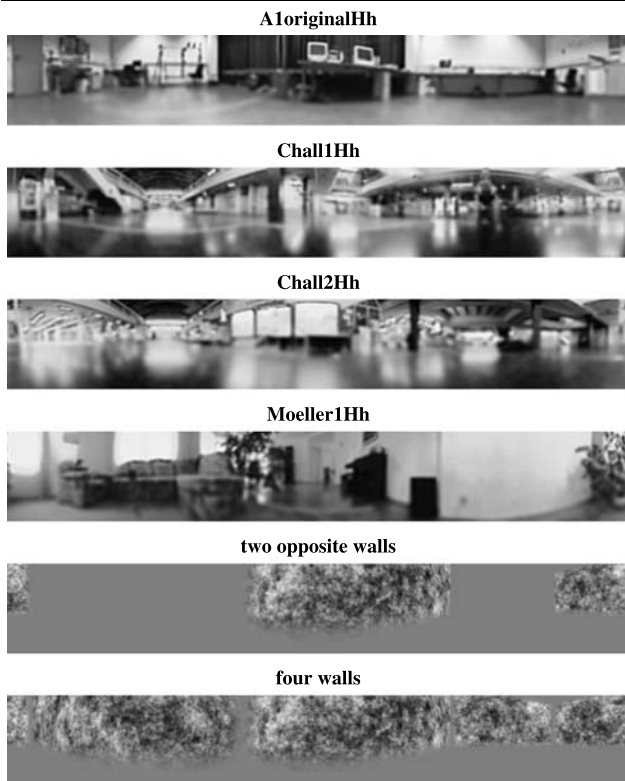 A1originalHh
Chall1Hh
Chall2Hh
Moeller1Hh
two opposite walls
four walls